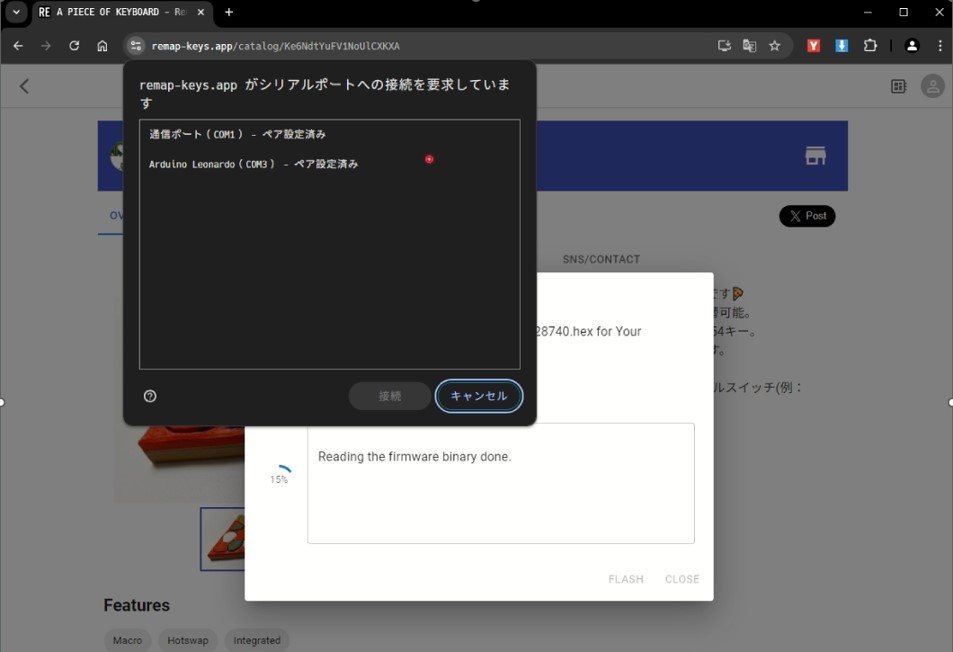 RE A PIECE OF KEYBOARD - Re
remap-keys.app/catalog/Ke6NdtYuFV1NoUlCXKXA
remap-keys.app がシリアルポートへの接続を要求していま
す
通信ポート ( COM1 ) - ペア設定済み
Arduino Leonardo ( COM3 ) - ペア設定済み
接続
キャンセル
OV
Post
SNS/CONTACT
です🍕
可能。
54キー。
す。
ルスイッチ(例：
28740.hex for Your
Reading the firmware binary done.
15%
FLASH
CLOSE
Features
Macro
Hotswap
Integrated